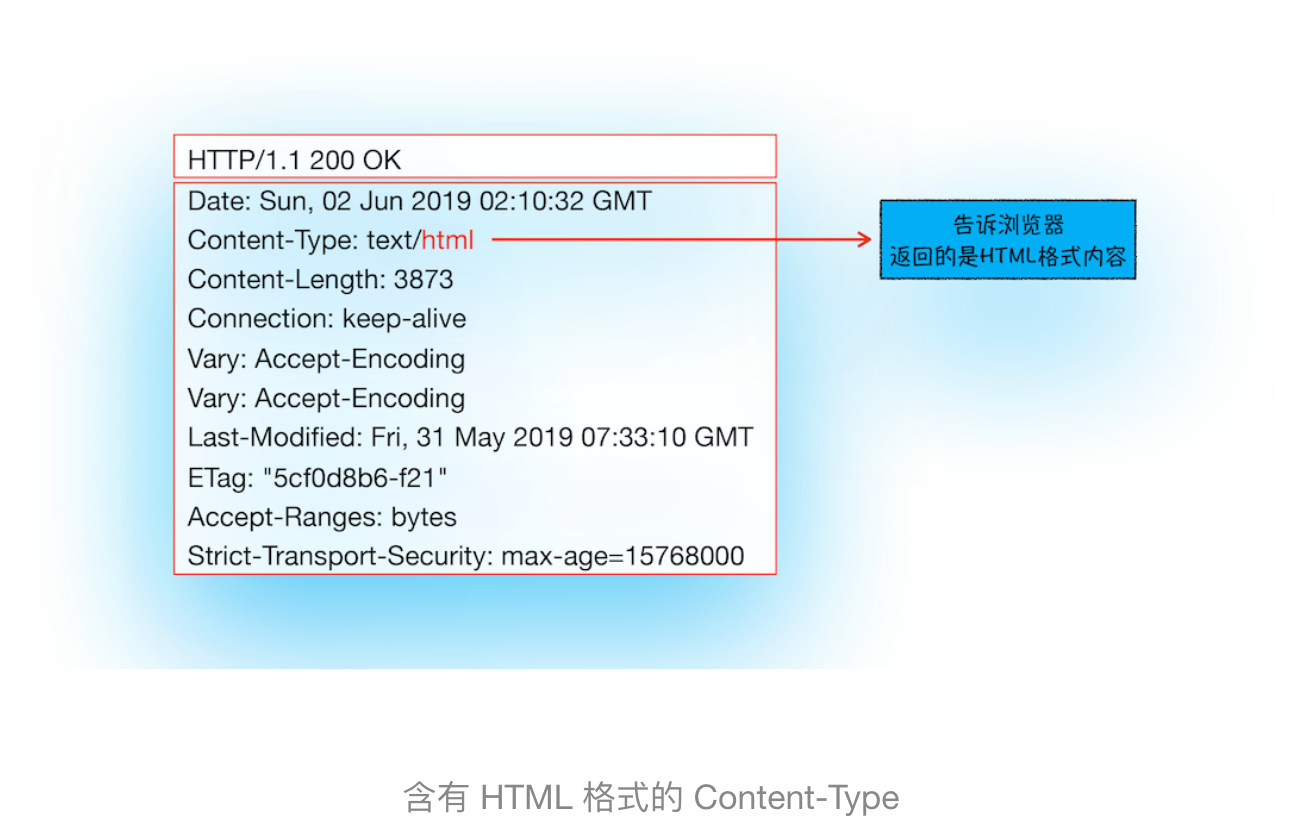 HTTP/1.1 200 OK
Date: Sun, 02 Jun 2019 02:10:32 GMT
Content-Type: text/html
告诉浏览器
返回的是HTML格式内容
Content-Length: 3873
Connection: keep-alive
Vary: Accept-Encoding
Vary: Accept-Encoding
Last-Modified: Fri, 31 May 2019 07:33:10 GMT
ETag: "5cf0d8b6-f21"
Accept-Ranges: bytes
Strict-Transport-Security: max-age=15768000
含有 HTML 格式的 Content-Type